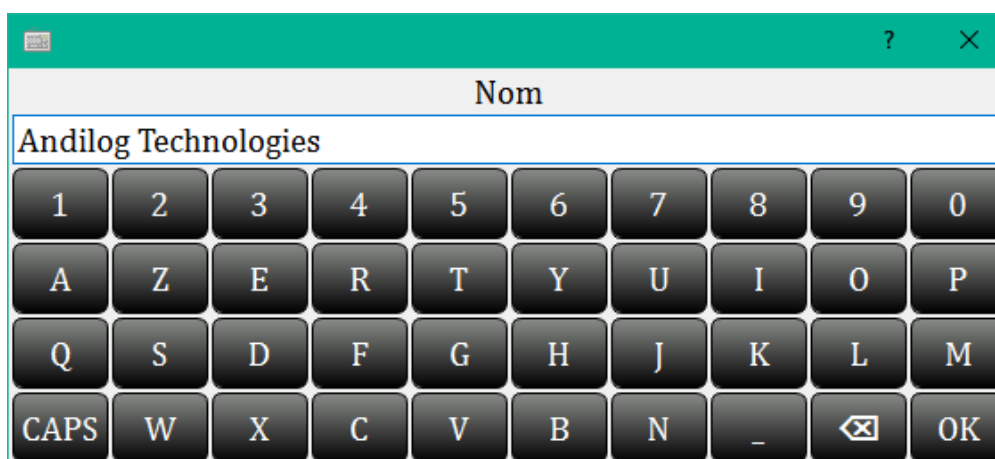 ?
Nom
Andilog Technologies
1 2 3 4 5 6 7 8 9 0
A Z E R T Y U I O P
Q S D F G H J K L M
CAPS W X C V B N _ OK